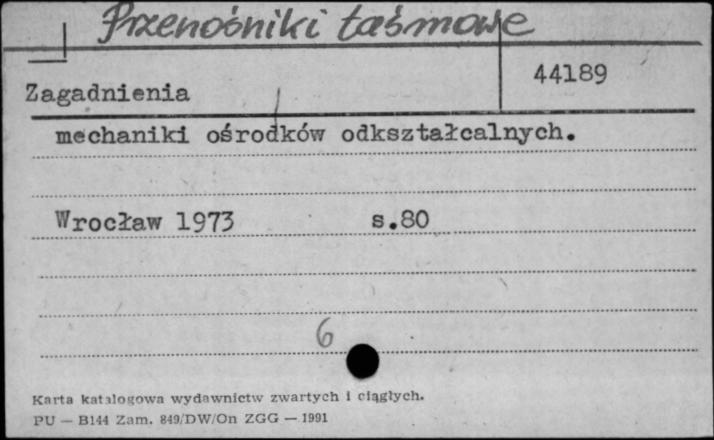 Przenośniki taśmowe
44189
Zagadnienia
mechaniki ośrodków odkształcalnych.
Wrocław 1973 s.80
6
Karta katalogowa wydawnictw zwartych i ciągłych.
PU — B144 Zam. 849/DW/On ZGG — 1991